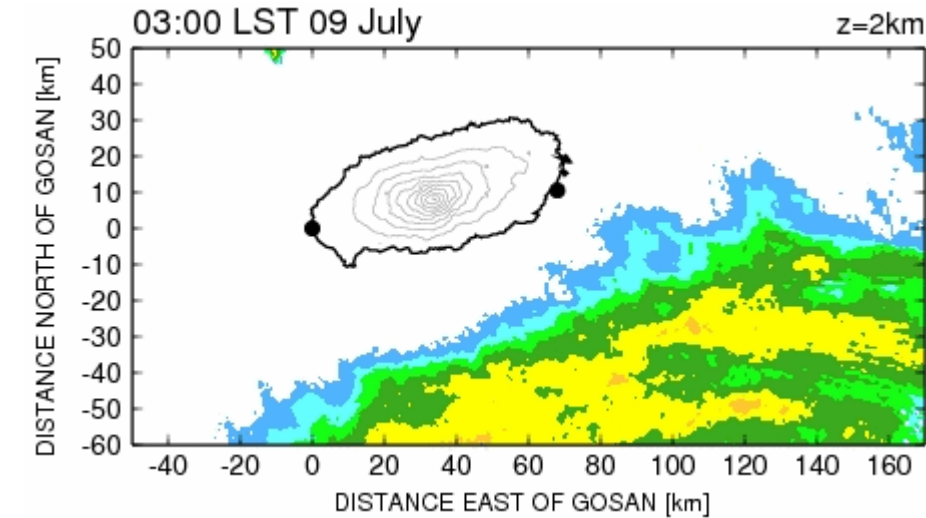 03:00 LST 09 July
z=2km
DISTANCE NORTH OF GOSAN [km]
50
40
30
20
10
0
-10
-20
-30
-40
-50
-60
-40 -20 0 20 40 60 80 100 120 140 160
DISTANCE EAST OF GOSAN [km]